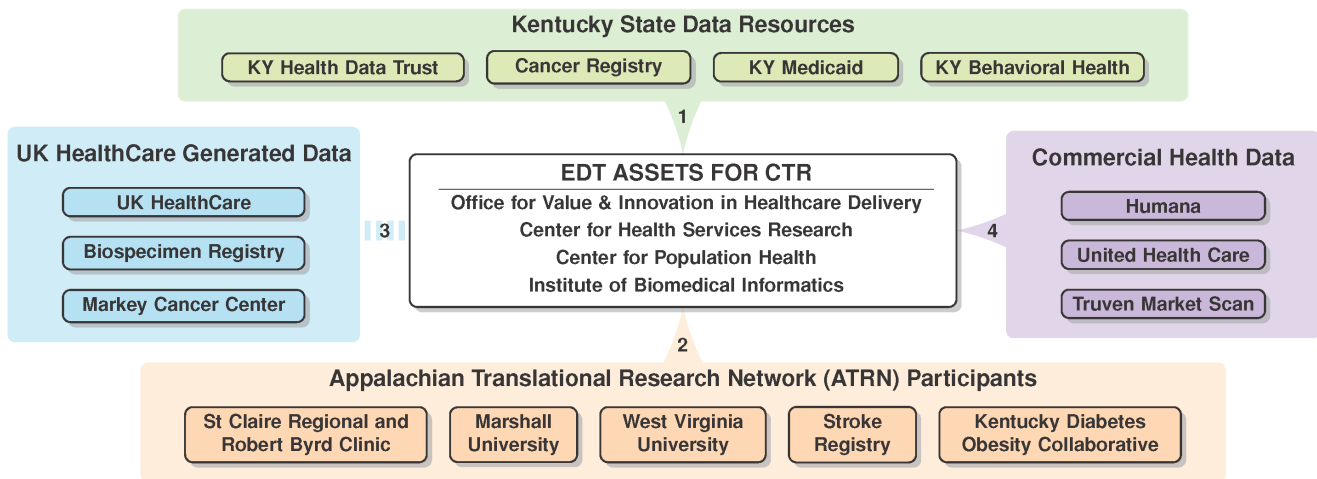 Kentucky State Data Resources
KY Health Data Trust
Cancer Registry
KY Medicaid
KY Behavioral Health
1
UK HealthCare Generated Data
UK HealthCare
Biospecimen Registry
Markey Cancer Center
3
EDT ASSETS FOR CTR
Office for Value & Innovation in Healthcare Delivery
Center for Health Services Research
Center for Population Health
Institute of Biomedical Informatics
4
Commercial Health Data
Humana
United Health Care
Truven Market Scan
2
Appalachian Translational Research Network (ATRN) Participants
St Claire Regional and
Robert Byrd Clinic
Marshall
University
West Virginia
University
Stroke
Registry
Kentucky Diabetes
Obesity Collaborative